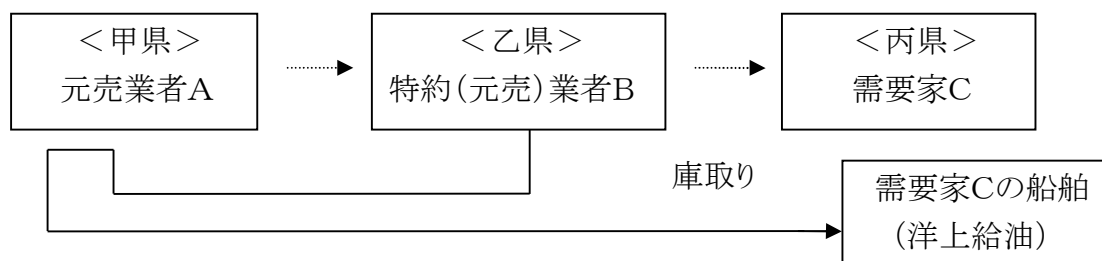 <甲県>
元売業者A
<乙県>
特約(元売)業者B
<丙県>
需要家C
庫取り
需要家Cの船舶
(洋上給油)